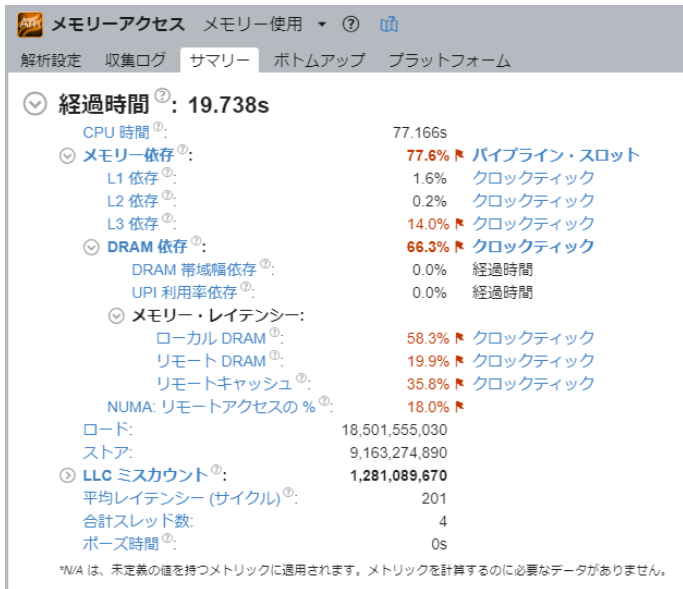 Am メモリーアクセス メモリー使用 ?
解析設定 収集ログ サマリー ボトムアップ プラットフォーム
経過時間?: 19.738s
CPU 時間?: 77.166s
メモリー依存?: 77.6% パイプライン・スロット
L1 依存?: 1.6% クロックティック
L2 依存?: 0.2% クロックティック
L3 依存?: 14.0% クロックティック
DRAM 依存?: 66.3% クロックティック
DRAM 帯域幅依存?: 0.0% 経過時間
UPI 利用率依存?: 0.0% 経過時間
メモリー・レイテンシー:
ローカル DRAM?: 58.3% クロックティック
リモート DRAM?: 19.9% クロックティック
リモートキャッシュ?: 35.8% クロックティック
NUMA: リモートアクセスの %?: 18.0%
ロード: 18,501,555,030
ストア: 9,163,274,890
LLC ミスカウント?: 1,281,089,670
平均レイテンシー (サイクル)?: 201
合計スレッド数: 4
ポーズ時間?: 0s
*N/A は、未定義の値を持つメトリックに適用されます。メトリックを計算するのに必要なデータがありません。